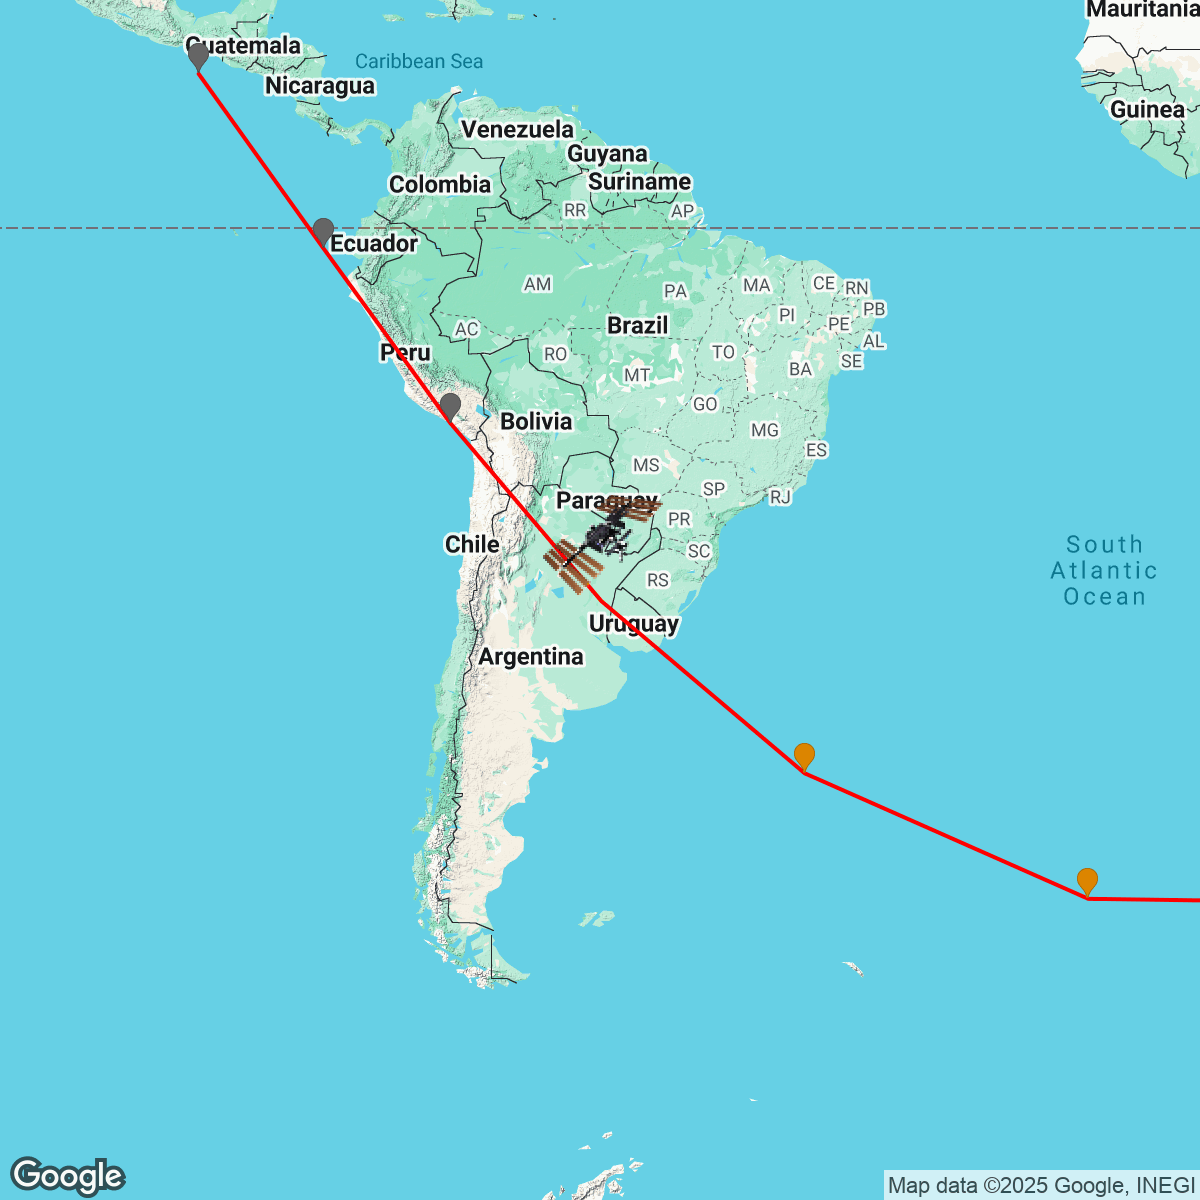 Mauritania
Guatemala
Caribbean Sea
Nicaragua
Guinea
Venezuela
Guyana
Colombia
Suriname
RR
AP
Ecuador
AM
PA
MA
CE
RN
PB
PI
PE
AC
Brazil
AL
Peru
RO
TO
SE
MT
BA
GO
Bolivia
MG
ES
MS
SP
RJ
Paraguay
PR
Chile
SC
South
Atlantic
Ocean
RS
Uruguay
Argentina
Google
Map data ©2025 Google, INEGI